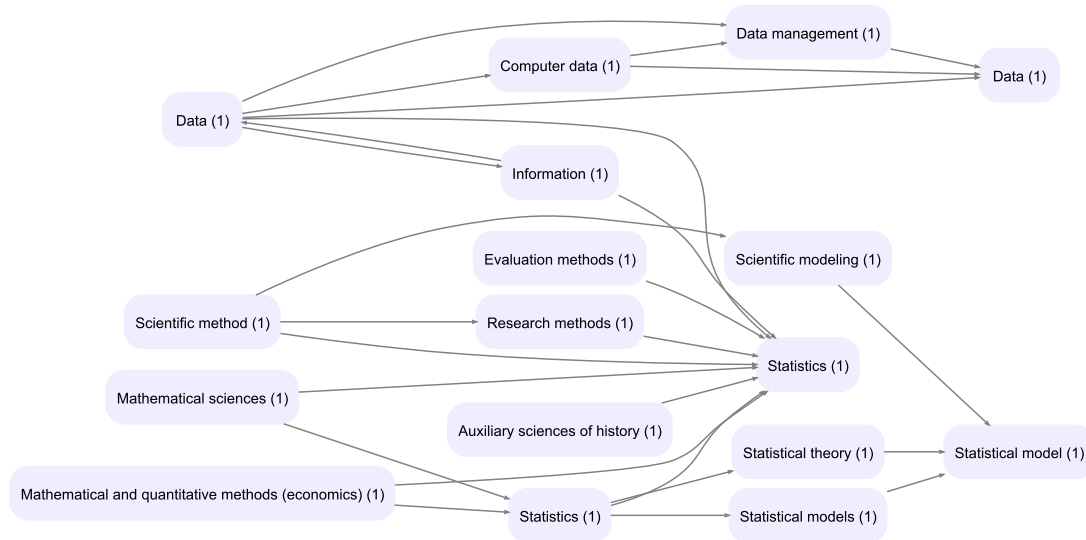 Data management (1)
Computer data (1)
Data (1)
Data (1)
Information (1)
Evaluation methods (1)
Scientific modeling (1)
Scientific method (1)
Research methods (1)
Statistics (1)
Mathematical sciences (1)
Auxiliary sciences of history (1)
Statistical theory (1)
Statistical model (1)
Mathematical and quantitative methods (economics) (1)
Statistics (1)
Statistical models (1)